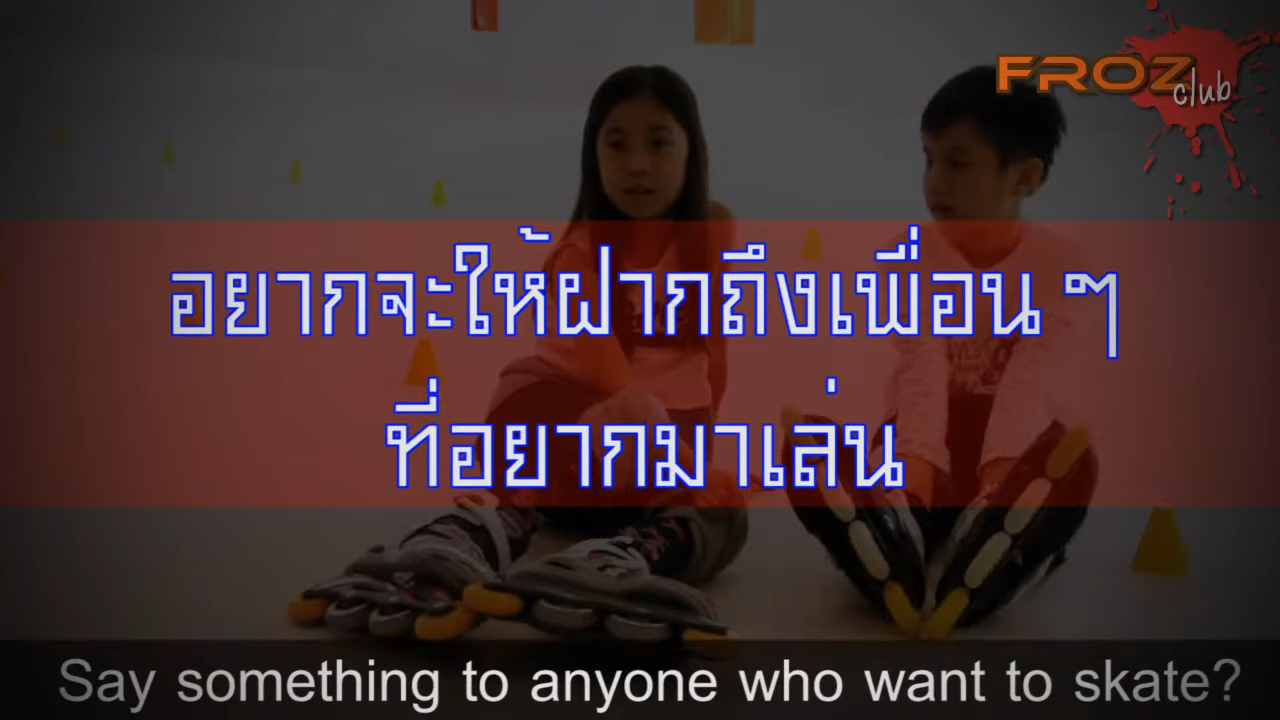 FROZ
club
อยากจะให้ฝากถึงเพื่อน ๆ
ที่อยากมาเล่น
Say something to anyone who want to skate?